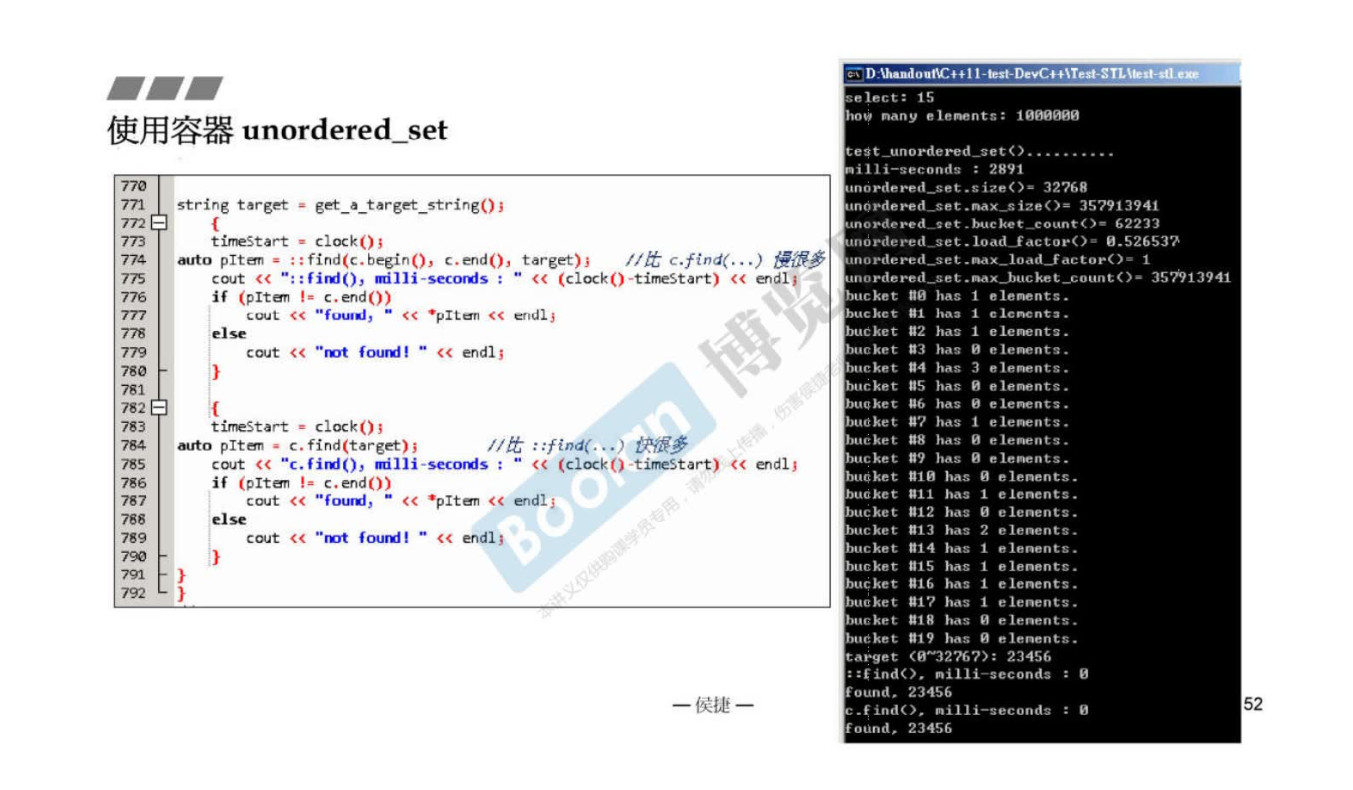 使用容器 unordered_set
770
771 string target = get_a_target_string();
772 {
773 timeStart = clock();
774 auto pItem = ::find(c.begin(), c.end(), target); //比 c.find(...) 慢很多
775 cout << "::find(), milli-seconds : " << (clock()-timeStart) << endl;
776 if (pItem != c.end())
777 cout << "found, " << *pItem << endl;
778 else
779 cout << "not found! " << endl;
780 }
781
782 {
783 timeStart = clock();
784 auto pItem = c.find(target); //比 ::find(...) 快很多
785 cout << "c.find(), milli-seconds : " << (clock()-timeStart) << endl;
786 if (pItem != c.end())
787 cout << "found, " << *pItem << endl;
788 else
789 cout << "not found! " << endl;
790 }
791 }
792 }
D:\handout\C++11-test-DevC++\Test-STL\test-stl.exe
select: 15
how many elements: 1000000
test_unordered_set()..........
milli-seconds : 2891
unordered_set.size()= 32768
unordered_set.max_size()= 357913941
unordered_set.bucket_count()= 62233
unordered_set.load_factor()= 0.526537
unordered_set.max_load_factor()= 1
unordered_set.max_bucket_count()= 357913941
bucket #0 has 1 elements.
bucket #1 has 1 elements.
bucket #2 has 1 elements.
bucket #3 has 0 elements.
bucket #4 has 3 elements.
bucket #5 has 0 elements.
bucket #6 has 0 elements.
bucket #7 has 1 elements.
bucket #8 has 0 elements.
bucket #9 has 0 elements.
bucket #10 has 0 elements.
bucket #11 has 1 elements.
bucket #12 has 0 elements.
bucket #13 has 2 elements.
bucket #14 has 1 elements.
bucket #15 has 1 elements.
bucket #16 has 1 elements.
bucket #17 has 1 elements.
bucket #18 has 0 elements.
bucket #19 has 0 elements.
target (0~32767): 23456
::find(), milli-seconds : 0
found, 23456
c.find(), milli-seconds : 0
found, 23456
Boolan 博览
本讲义仅供购课学员专用，请勿上传播，伤害侯捷
— 侯捷 —
52